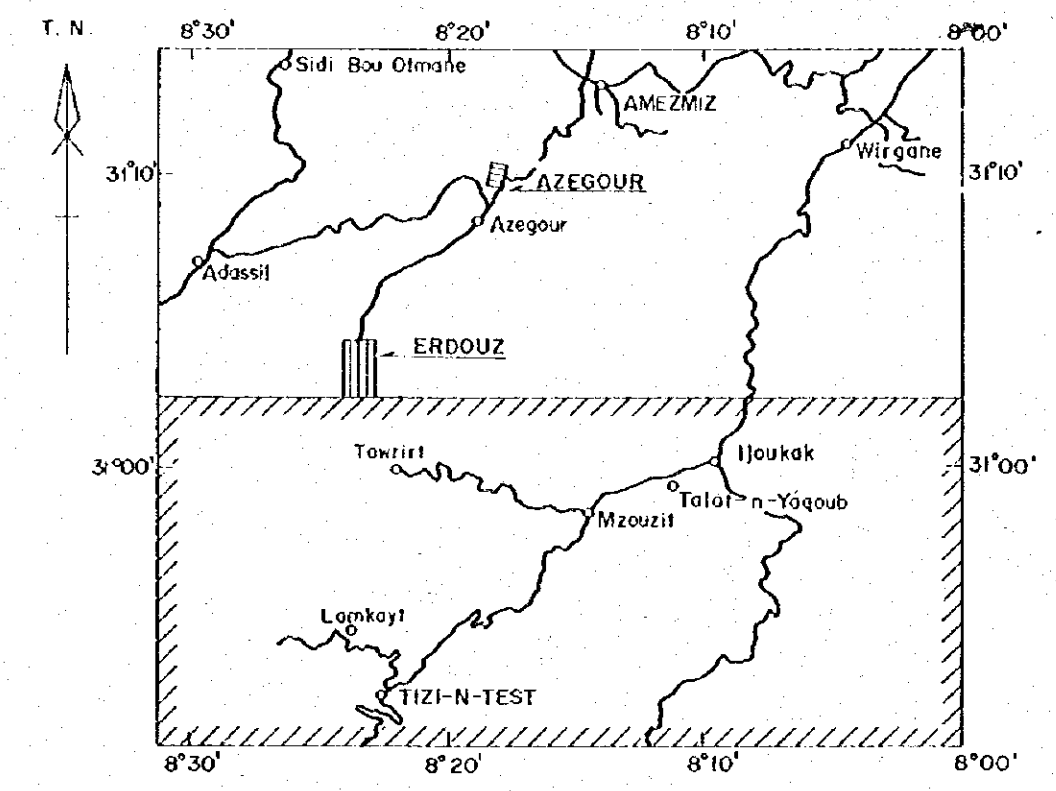 T. N.
8°30' 8°20' 8°10' 8°00'
Sidi Bou Otmane
AMEZMIZ
Wirgane
31°10' 31°10'
AZEGOUR
Azegour
Adassil
ERDOUZ
Tawrirt
Ijoukak
31°00' 31°00'
Talat-n-Yaqoub
Mzouzit
Lamkayt
TIZI-N-TEST
8°30' 8°20' 8°10' 8°00'